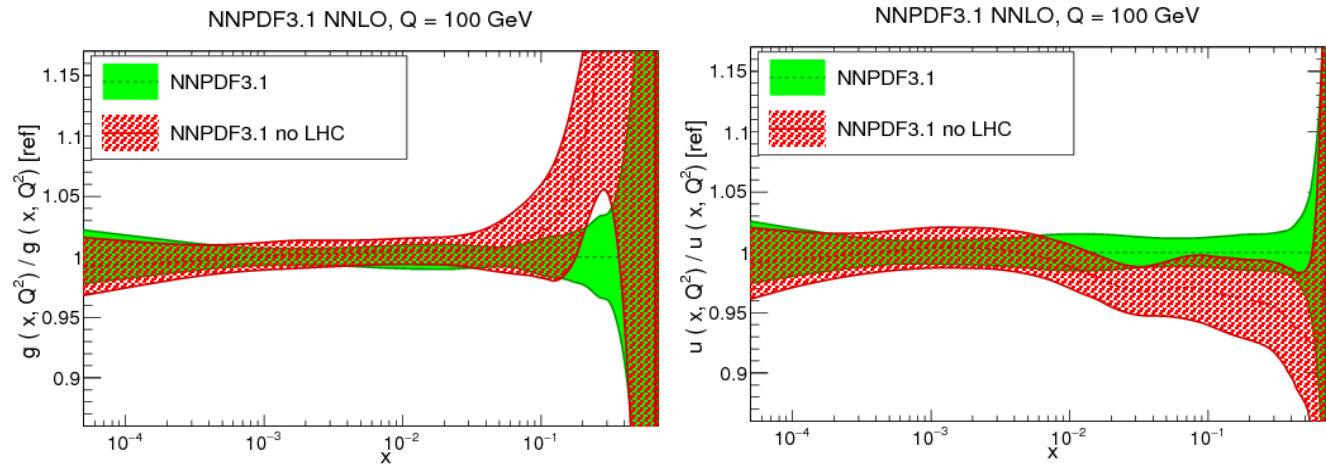 NNPDF3.1 NNLO, Q = 100 GeV
g ( x, Q²) / g ( x, Q²) [ref]
1.15
1.1
1.05
1
0.95
0.9
NNPDF3.1
NNPDF3.1 no LHC
10⁻⁴
10⁻³
10⁻²
10⁻¹
x
NNPDF3.1 NNLO, Q = 100 GeV
u ( x, Q²) / u ( x, Q²) [ref]
1.15
1.1
1.05
1
0.95
0.9
NNPDF3.1
NNPDF3.1 no LHC
10⁻⁴
10⁻³
10⁻²
10⁻¹
x